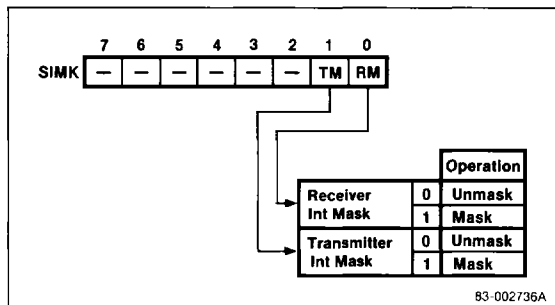 7 6 5 4 3 2 1 0
SIMK — — — — — — TM RM
Operation
Receiver Int Mask 0 Unmask
1 Mask
Transmitter Int Mask 0 Unmask
1 Mask
83-002736A